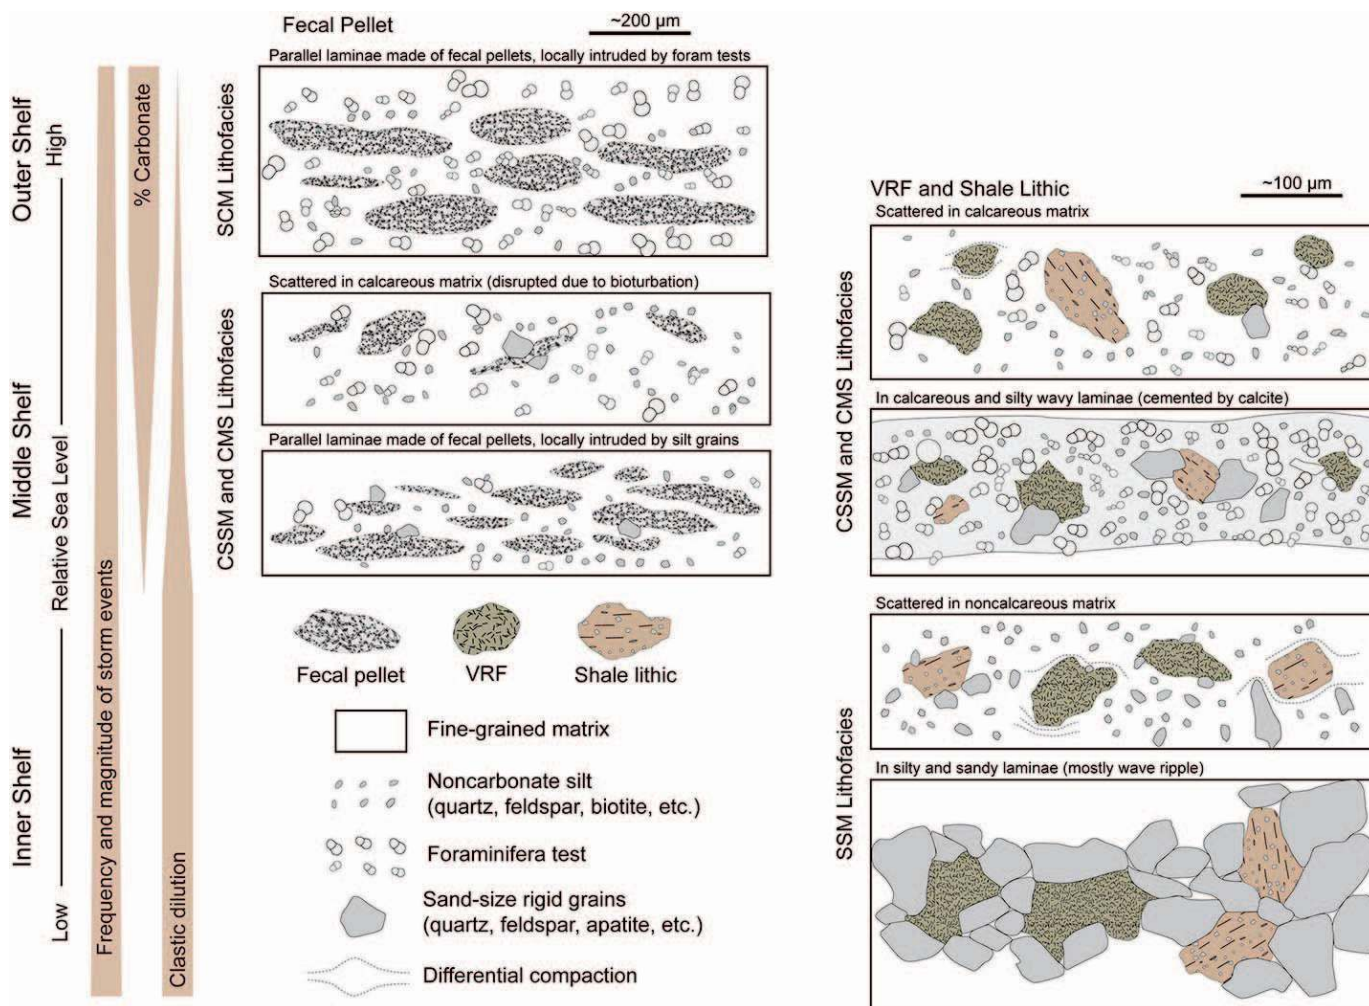 Outer Shelf
High
Middle Shelf
Relative Sea Level
Inner Shelf
Low
Frequency and magnitude of storm events
% Carbonate
Clastic dilution
Fecal Pellet
~200 µm
Parallel laminae made of fecal pellets, locally intruded by foram tests
SCM Lithofacies
Scattered in calcareous matrix (disrupted due to bioturbation)
CSSM and CMS Lithofacies
Parallel laminae made of fecal pellets, locally intruded by silt grains
Fecal pellet
VRF
Shale lithic
Fine-grained matrix
Noncarbonate silt
(quartz, feldspar, biotite, etc.)
Foraminifera test
Sand-size rigid grains
(quartz, feldspar, apatite, etc.)
Differential compaction
VRF and Shale Lithic
~100 µm
Scattered in calcareous matrix
CSSM and CMS Lithofacies
In calcareous and silty wavy laminae (cemented by calcite)
Scattered in noncalcareous matrix
SSM Lithofacies
In silty and sandy laminae (mostly wave ripple)